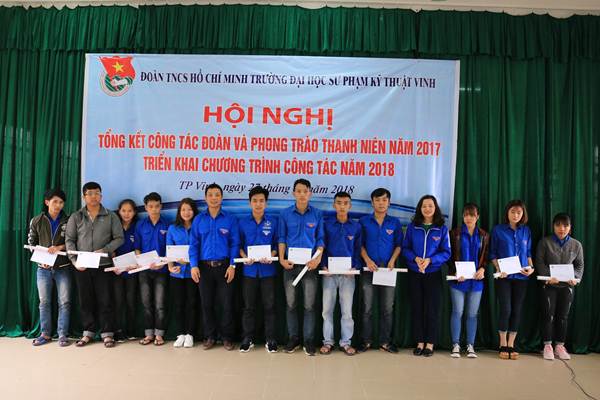 ĐOÀN TNCS HỒ CHÍ MINH TRƯỜNG ĐẠI HỌC SƯ PHẠM KỸ THUẬT VINH
HỘI NGHỊ
TỔNG KẾT CÔNG TÁC ĐOÀN VÀ PHONG TRÀO THANH NIÊN NĂM 2017
TRIỂN KHAI CHƯƠNG TRÌNH CÔNG TÁC NĂM 2018
TP Vinh, ngày 27 tháng năm 2018